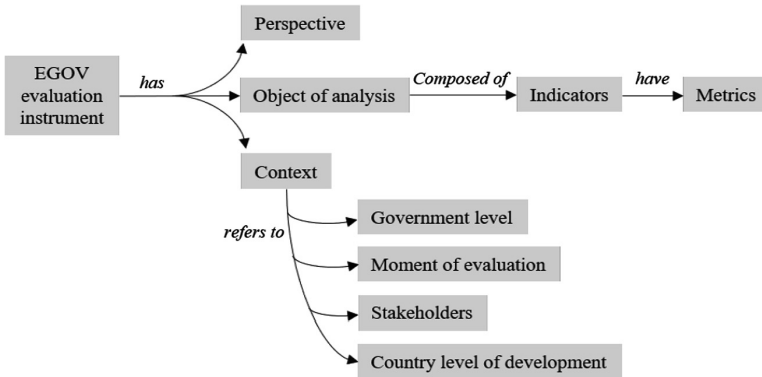 Perspective
EGOV
evaluation
instrument
has
Object of analysis
Composed of
Indicators
have
Metrics
Context
refers to
Government level
Moment of evaluation
Stakeholders
Country level of development